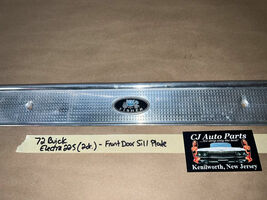 72 Buick
Electra 225 (2dr.) - Front Door Sill Plate
CJ Auto Parts
Kenilworth, New Jersey